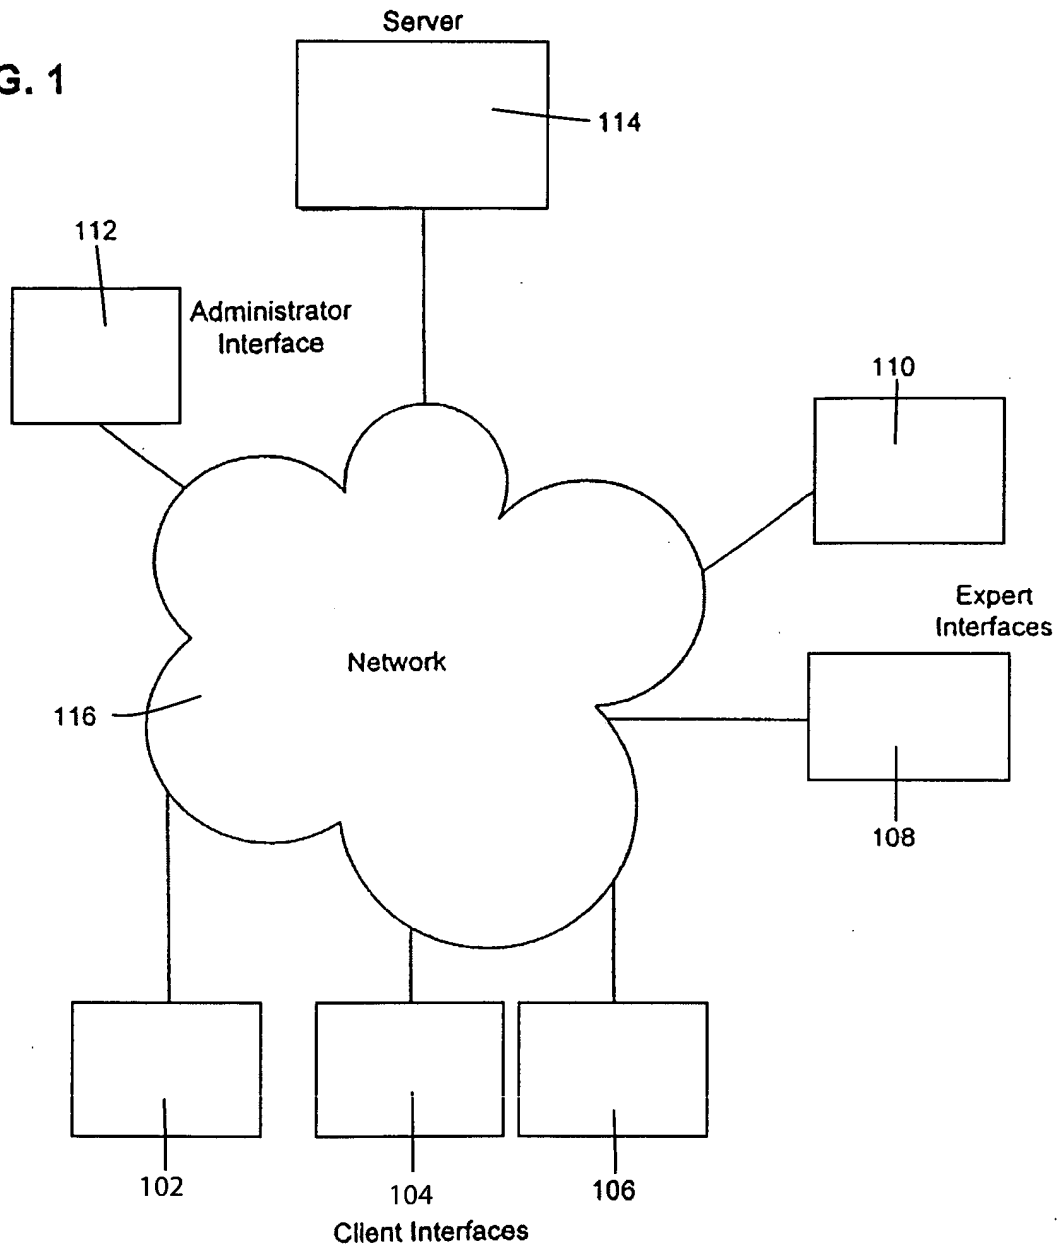 Server
G. 1
114
112
Administrator
Interface
110
Expert
Interfaces
Network
116
108
102
104
106
Client Interfaces